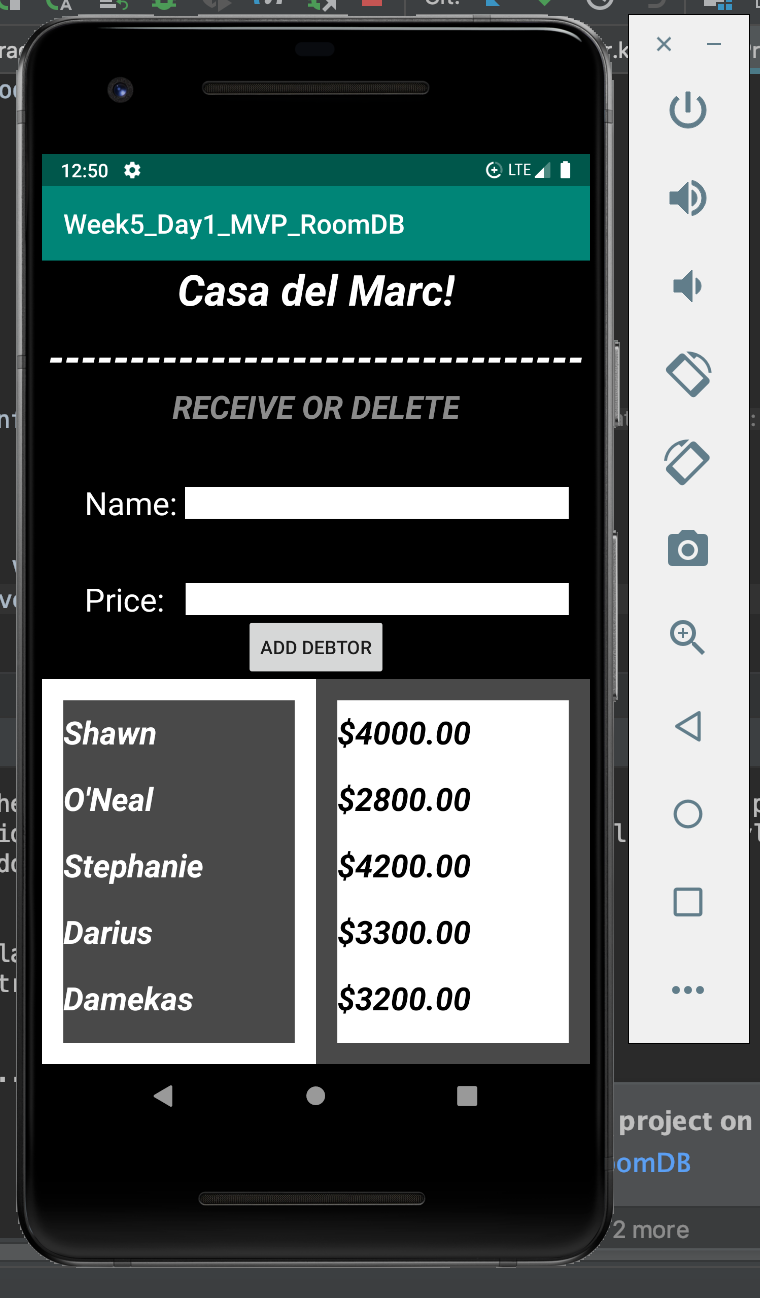 12:50 LTE
Week5_Day1_MVP_RoomDB
Casa del Marc!
--------------------------------
RECEIVE OR DELETE
Name:
Price:
ADD DEBTOR
Shawn $4000.00
O'Neal $2800.00
Stephanie $4200.00
Darius $3300.00
Damekas $3200.00
project on
omDB
2 more